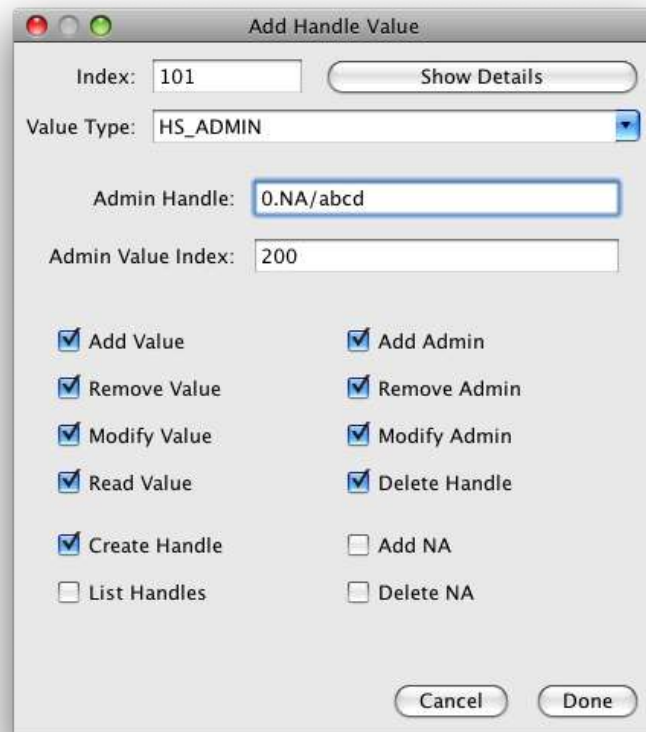 Add Handle Value
Index: 101 Show Details
Value Type: HS_ADMIN
Admin Handle: 0.NA/abcd
Admin Value Index: 200
Add Value Add Admin
Remove Value Remove Admin
Modify Value Modify Admin
Read Value Delete Handle
Create Handle Add NA
List Handles Delete NA
Cancel Done